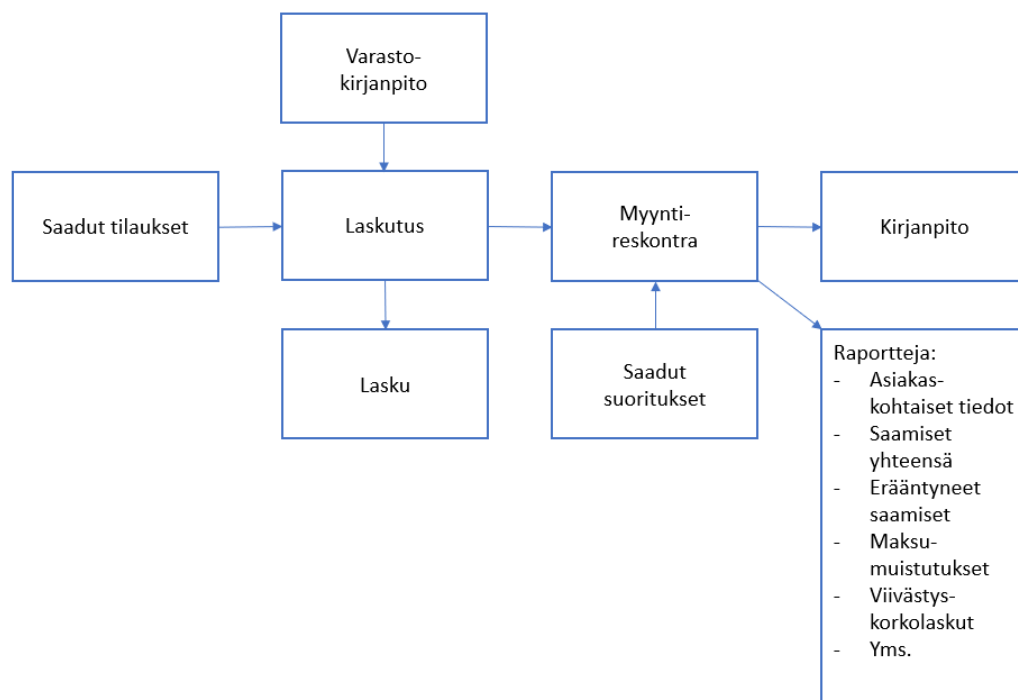 Varasto-
kirjanpito
Saadut tilaukset
Laskutus
Myynti-
reskontra
Kirjanpito
Lasku
Saadut
suoritukset
Raportteja:
- Asiakas-
kohtaiset tiedot
- Saamiset
yhteensä
- Erääntyneet
saamiset
- Maksu-
muistutukset
- Viivästys-
korkolaskut
- Yms.